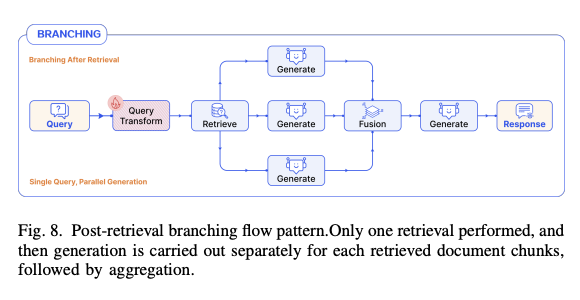 BRANCHING
Branching After Retrieval
Generate
Query
Query
Transform
Retrieve
Generate
Fusion
Generate
Response
Generate
Single Query, Parallel Generation
Fig. 8. Post-retrieval branching flow pattern.Only one retrieval performed, and
then generation is carried out separately for each retrieved document chunks,
followed by aggregation.